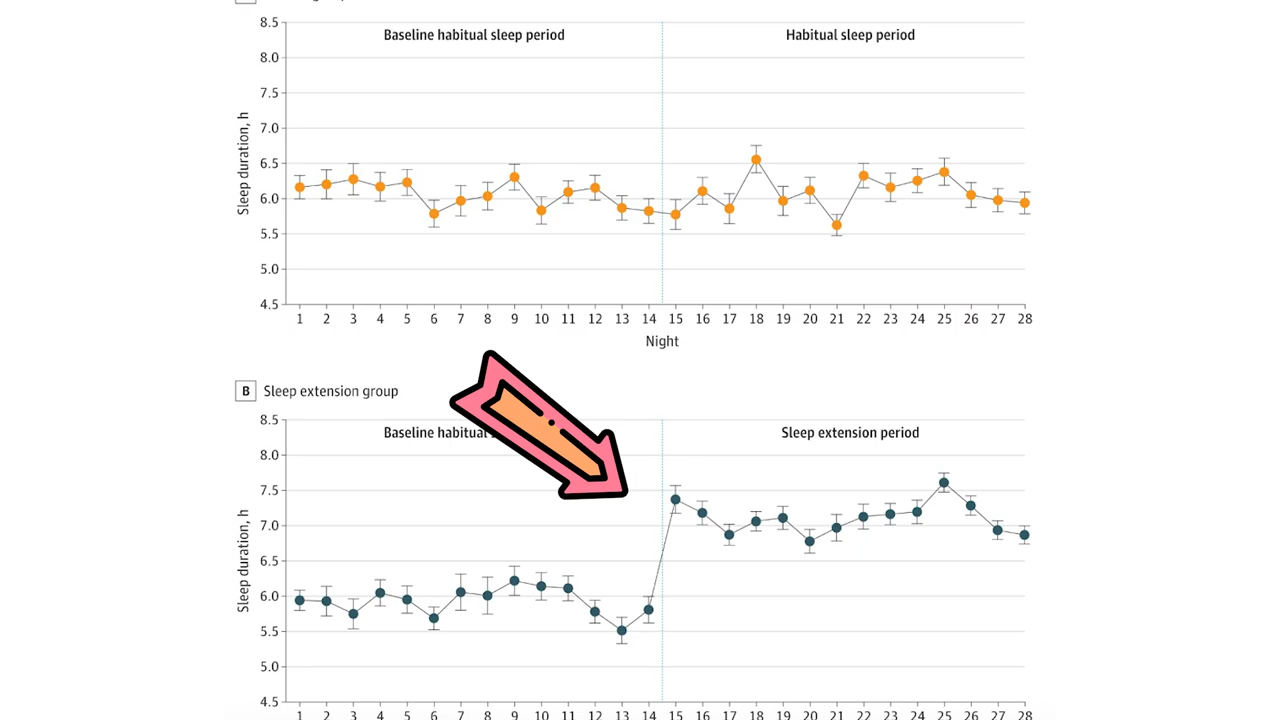 8.5
Baseline habitual sleep period
Habitual sleep period
8.0
7.5
7.0
6.5
6.0
5.5
5.0
4.5
Sleep duration, h
1 2 3 4 5 6 7 8 9 10 11 12 13 14 15 16 17 18 19 20 21 22 23 24 25 26 27 28
Night
B Sleep extension group
8.5
Baseline habitual
Sleep extension period
8.0
7.5
7.0
6.5
6.0
5.5
5.0
4.5
Sleep duration, h
1 2 3 4 5 6 7 8 9 10 11 12 13 14 15 16 17 18 19 20 21 22 23 24 25 26 27 28